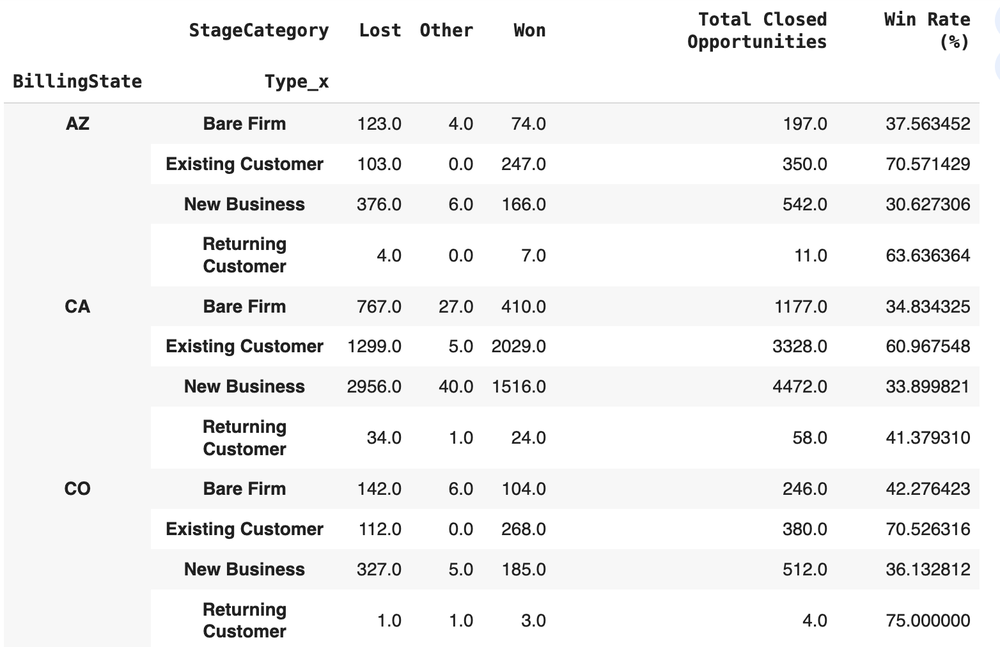 StageCategory Lost Other Won Total Closed Opportunities Win Rate (%)
BillingState Type_x
AZ Bare Firm 123.0 4.0 74.0 197.0 37.563452
Existing Customer 103.0 0.0 247.0 350.0 70.571429
New Business 376.0 6.0 166.0 542.0 30.627306
Returning Customer 4.0 0.0 7.0 11.0 63.636364
CA Bare Firm 767.0 27.0 410.0 1177.0 34.834325
Existing Customer 1299.0 5.0 2029.0 3328.0 60.967548
New Business 2956.0 40.0 1516.0 4472.0 33.899821
Returning Customer 34.0 1.0 24.0 58.0 41.379310
CO Bare Firm 142.0 6.0 104.0 246.0 42.276423
Existing Customer 112.0 0.0 268.0 380.0 70.526316
New Business 327.0 5.0 185.0 512.0 36.132812
Returning Customer 1.0 1.0 3.0 4.0 75.000000